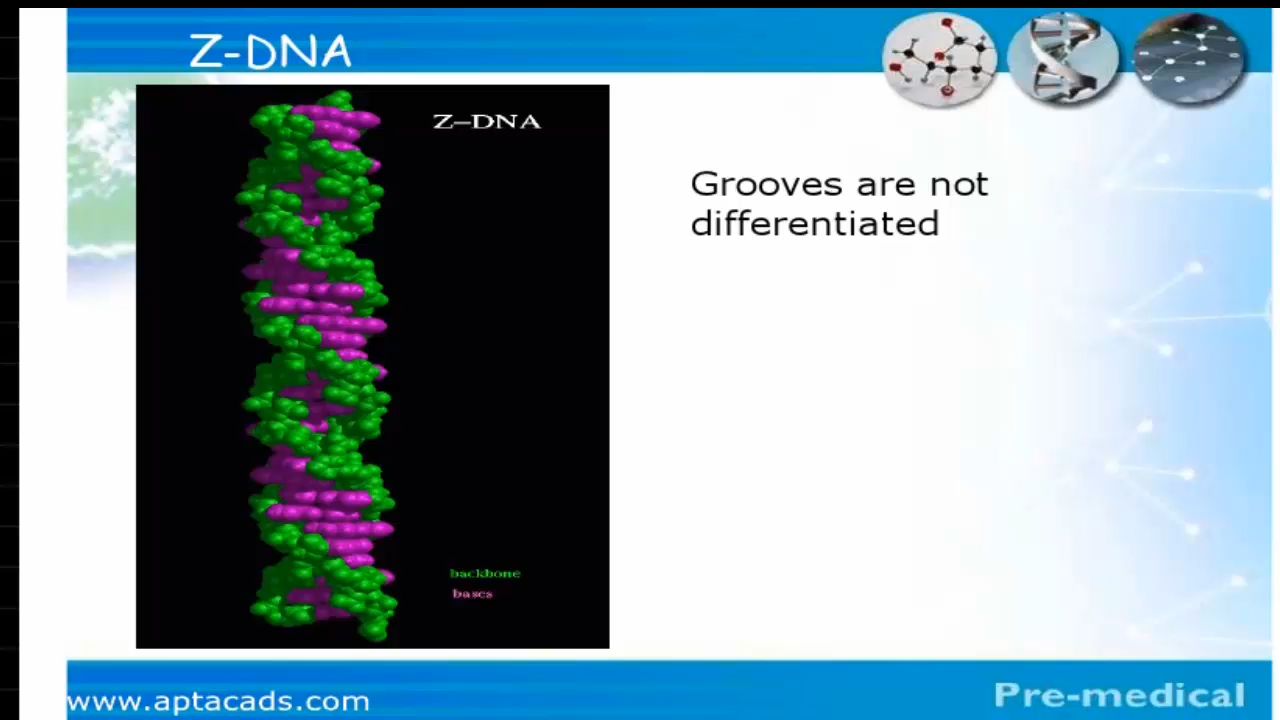 Z-DNA
Z-DNA
Grooves are not
differentiated
backbone
bases
www.aptacads.com
Pre-medical